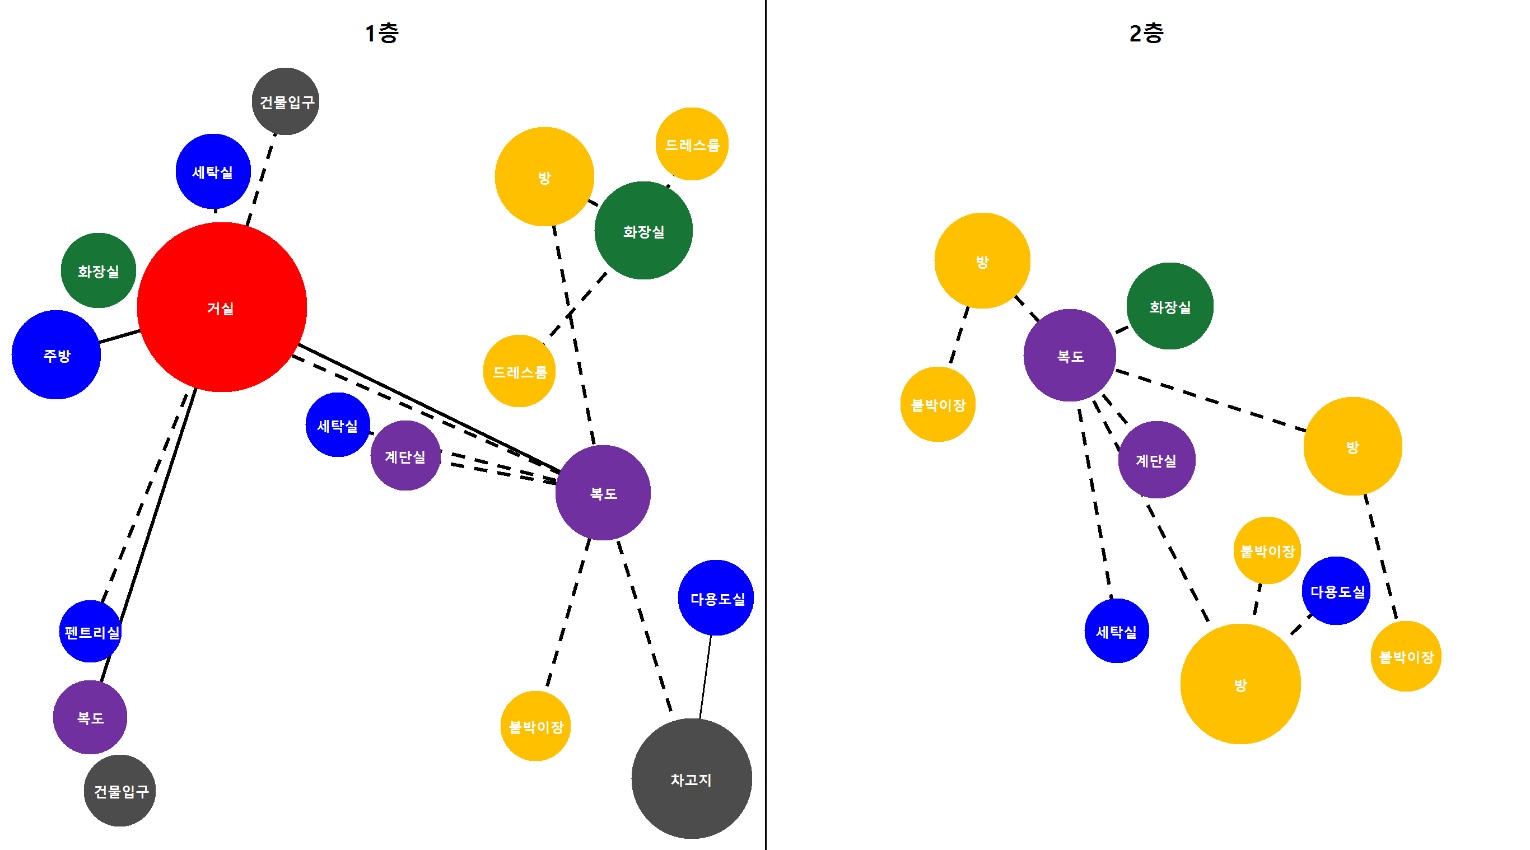 1층
건물입구
드레스룸
세탁실
방
화장실
화장실
거실
주방
드레스룸
세탁실
계단실
복도
다용도실
펜트리실
복도
붙박이장
차고지
건물입구
2층
방
화장실
복도
붙박이장
방
계단실
붙박이장
다용도실
세탁실
붙박이장
방